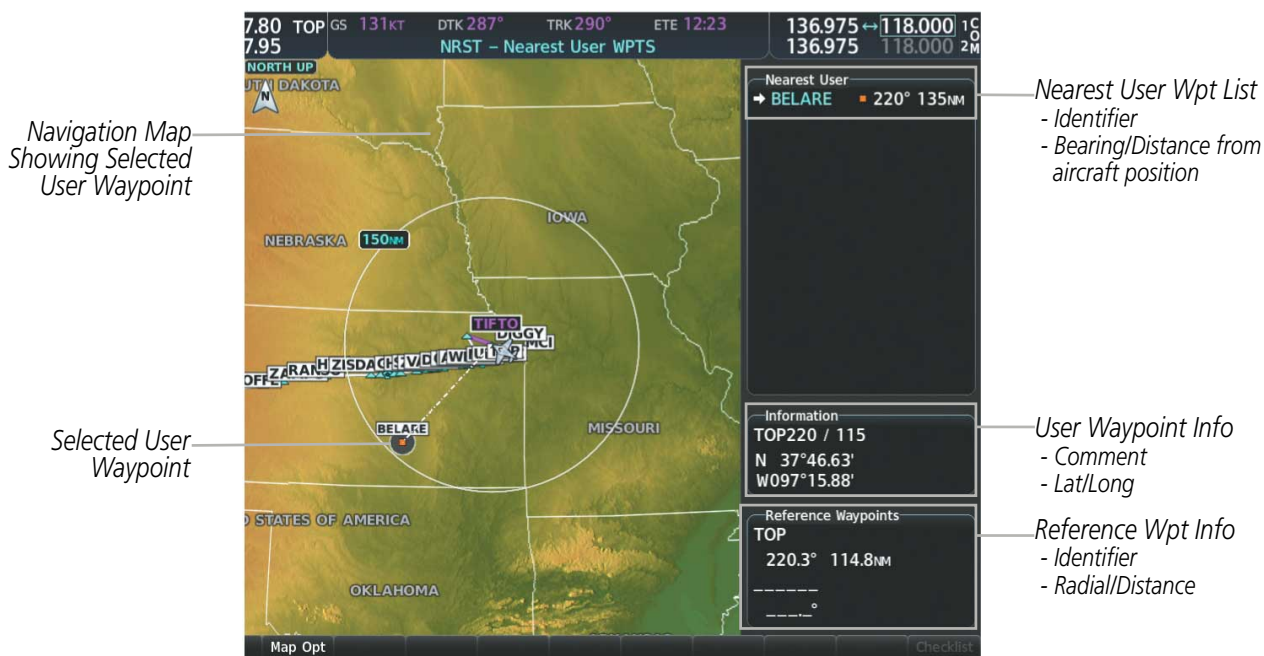 7.80 TOP GS 131KT DTK 287° TRK 290° ETE 12:23 136.975 ↔ 118.000 1 C
7.95 NRST – Nearest User WPTS 136.975 118.000 2 O M
NORTH UP
UTH DAKOTA
N
Navigation Map
Showing Selected
User Waypoint
IOWA
NEBRASKA
150NM
TIFTO
DIGGY
MCI
OFFE
BELARE
MISSOURI
Selected User
Waypoint
D STATES OF AMERICA
OKLAHOMA
Nearest User
BELARE 220° 135NM
Nearest User Wpt List
- Identifier
- Bearing/Distance from
aircraft position
Information
TOP220 / 115
N 37°46.63'
W097°15.88'
User Waypoint Info
- Comment
- Lat/Long
Reference Waypoints
TOP
220.3° 114.8NM
______
___._°
Reference Wpt Info
- Identifier
- Radial/Distance
Map Opt
Checklist